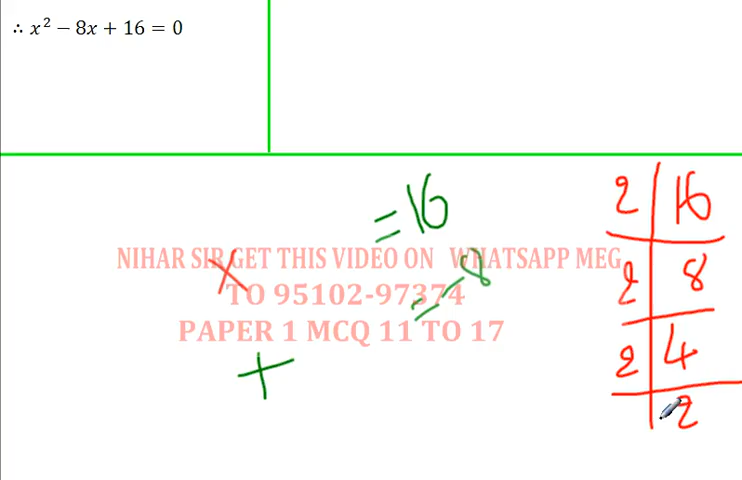 ∴ x² − 8x + 16 = 0
= 16
2 | 16
NIHAR SIR GET THIS VIDEO ON WHATSAPP MEG
×
= -8
2 | 8
TO 95102-97374
PAPER 1 MCQ 11 TO 17
2 | 4
+
2